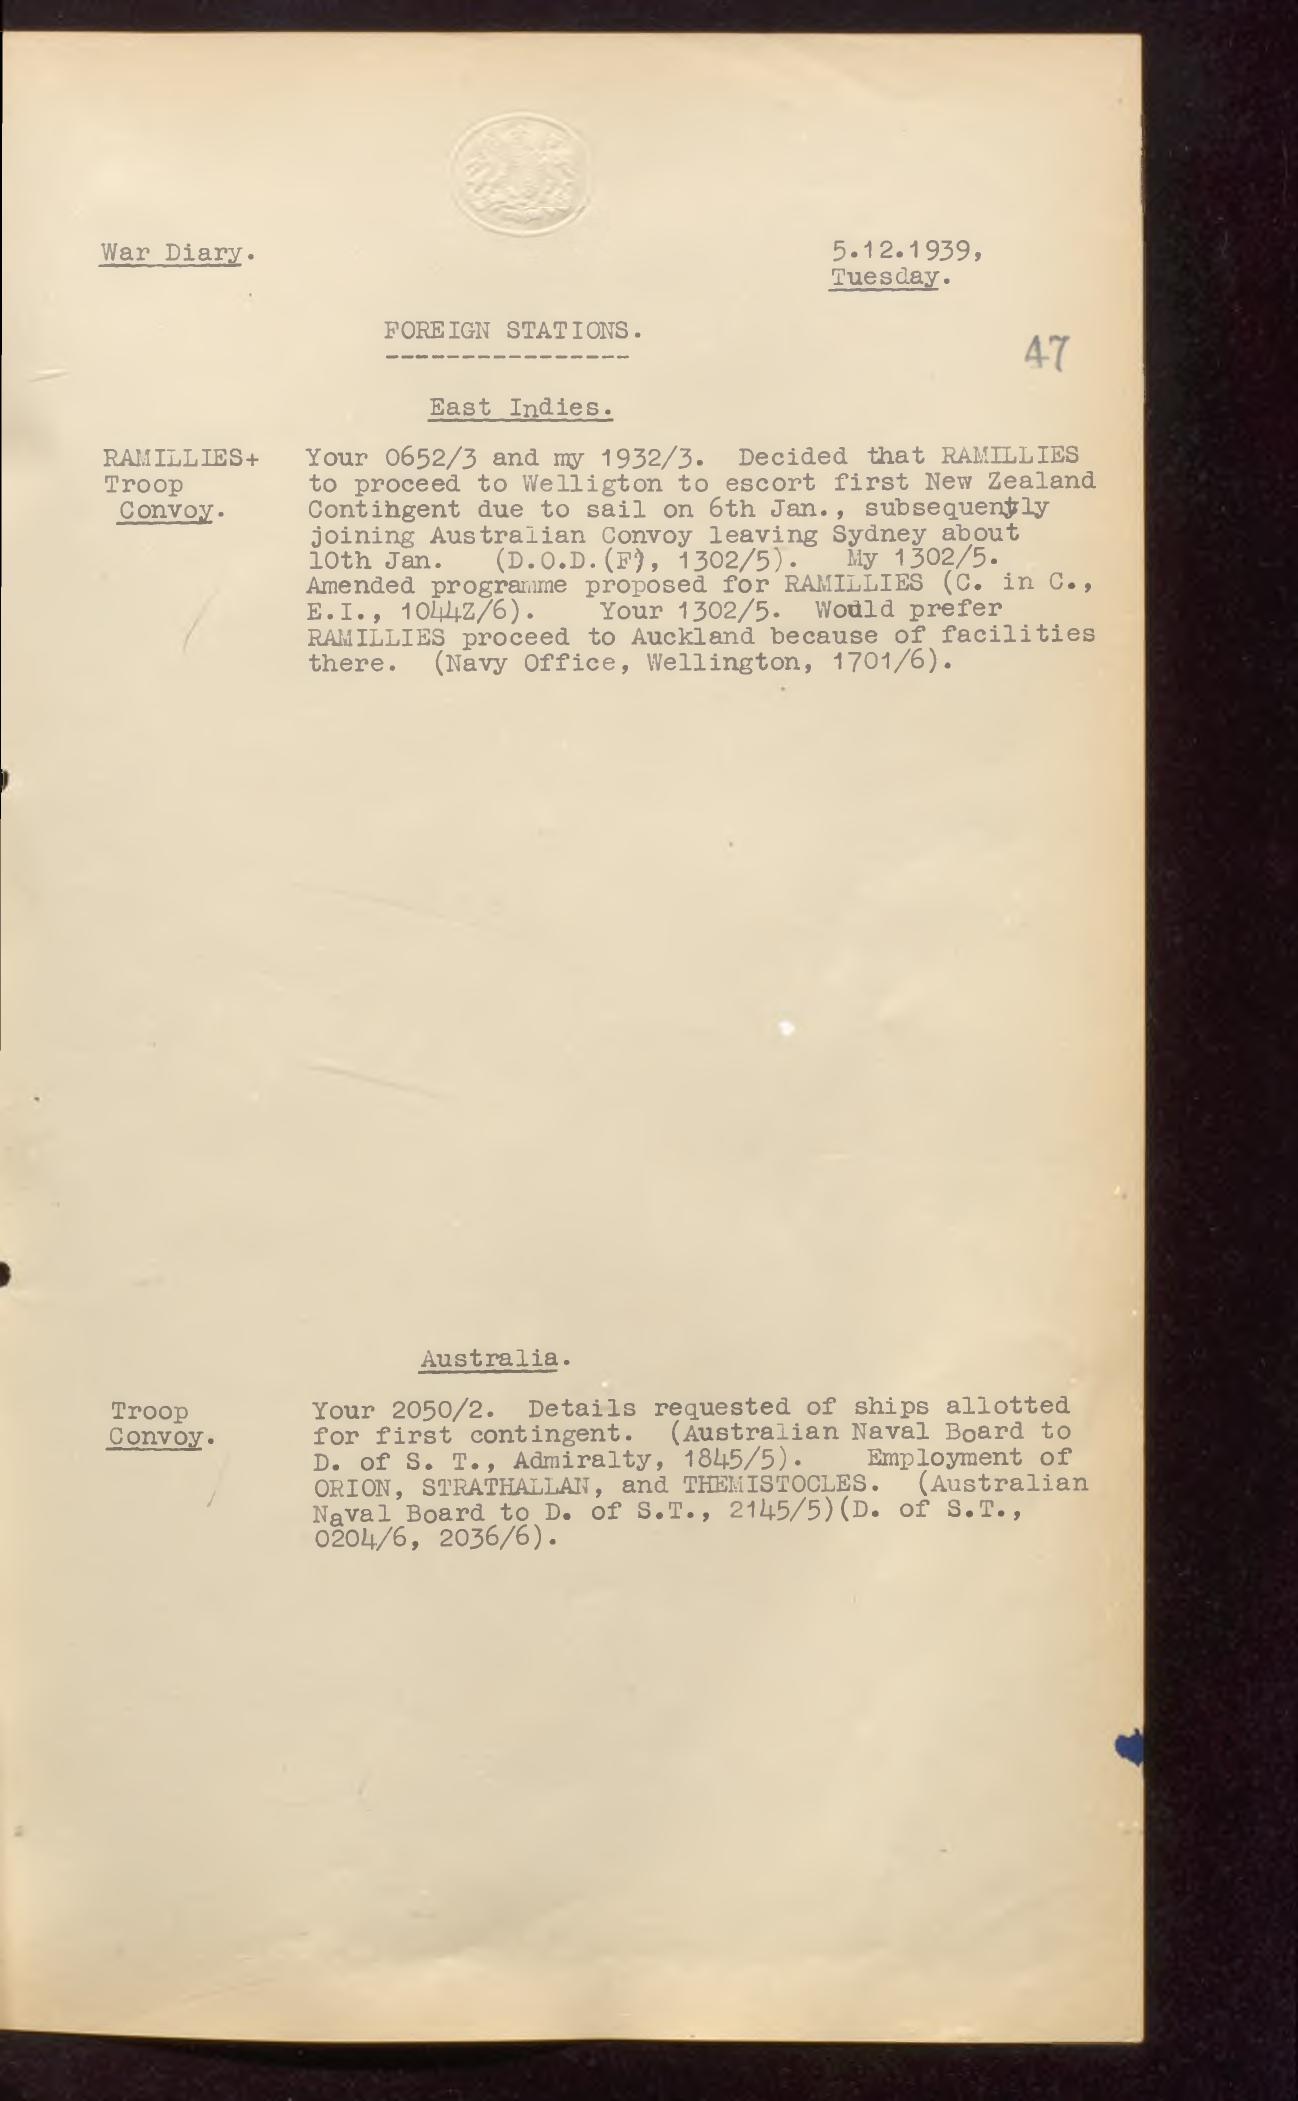 War Diary.
5.12.1939,
Tuesday.
FOREIGN STATIONS.
-----------------
47
East Indies.
RAMILLIES+
Troop
Convoy.
Your 0652/3 and my 1932/3. Decided that RAMILLIES
to proceed to Welligton to escort first New Zealand
Contingent due to sail on 6th Jan., subsequently
joining Australian Convoy leaving Sydney about
10th Jan. (D.O.D.(F), 1302/5). My 1302/5.
Amended programme proposed for RAMILLIES (C. in C.,
E.I., 1044Z/6). Your 1302/5. Would prefer
RAMILLIES proceed to Auckland because of facilities
there. (Navy Office, Wellington, 1701/6).
Australia.
Troop
Convoy.
Your 2050/2. Details requested of ships allotted
for first contingent. (Australian Naval Board to
D. of S. T., Admiralty, 1845/5). Employment of
ORION, STRATHALLAN, and THEMISTOCLES. (Australian
Naval Board to D. of S.T., 2145/5)(D. of S.T.,
0204/6, 2036/6).